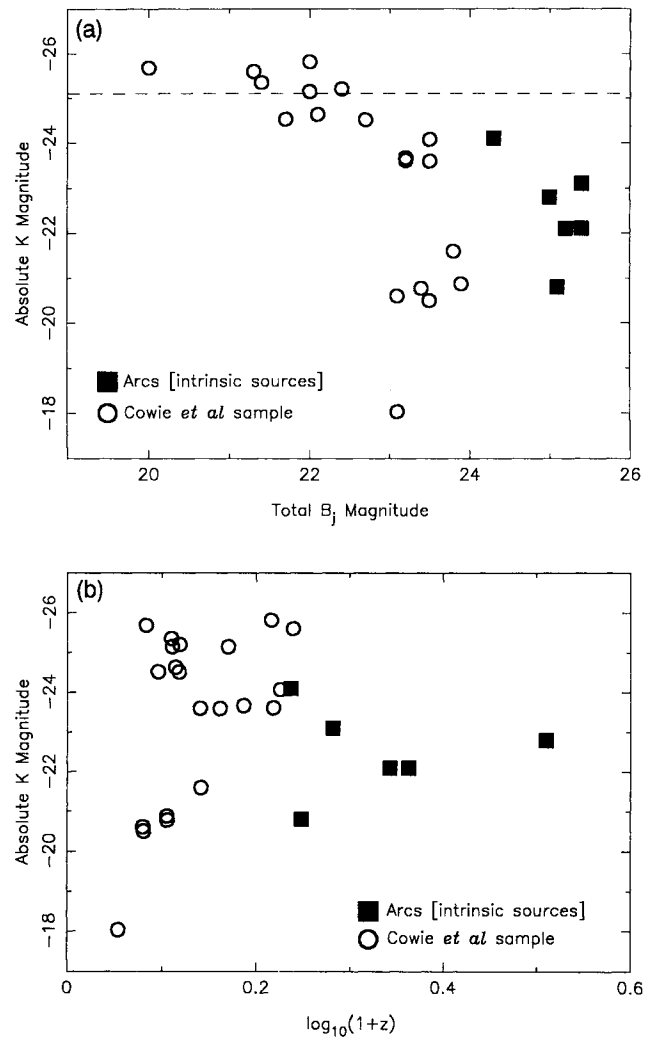 (a)
-26
-24
-22
-20
-18
Absolute K Magnitude
Arcs [intrinsic sources]
Cowie et al sample
20 22 24 26
Total Bj Magnitude
(b)
-26
-24
-22
-20
-18
Absolute K Magnitude
Arcs [intrinsic sources]
Cowie et al sample
0 0.2 0.4 0.6
log10(1+z)